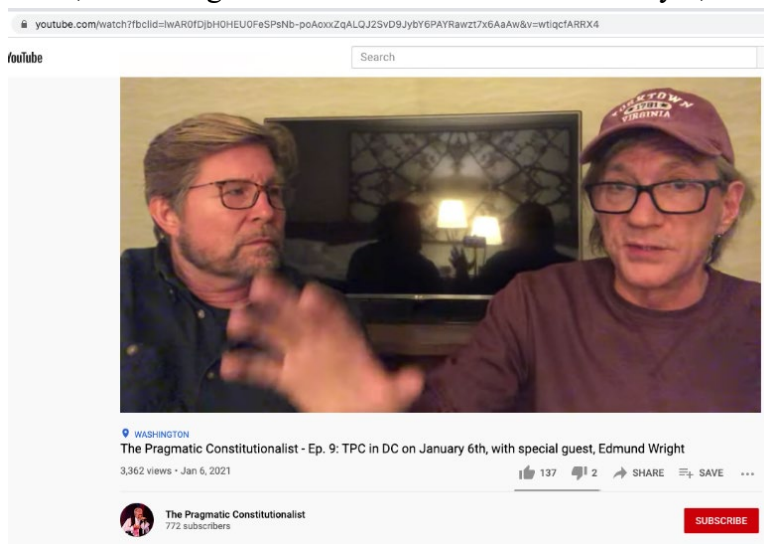 youtube.com/watch?fbclid=IwAR0fDjbH0HEU0FeSPsNb-poAoxxZqALQJ2SvD9JybY6PAYRawzt7x6AaAw&v=wtiqcfARRX4
YouTube
Search
YORKTOWN
1781
VIRGINIA
WASHINGTON
The Pragmatic Constitutionalist - Ep. 9: TPC in DC on January 6th, with special guest, Edmund Wright
3,362 views • Jan 6, 2021
137 2 SHARE SAVE ...
The Pragmatic Constitutionalist
772 subscribers
SUBSCRIBE